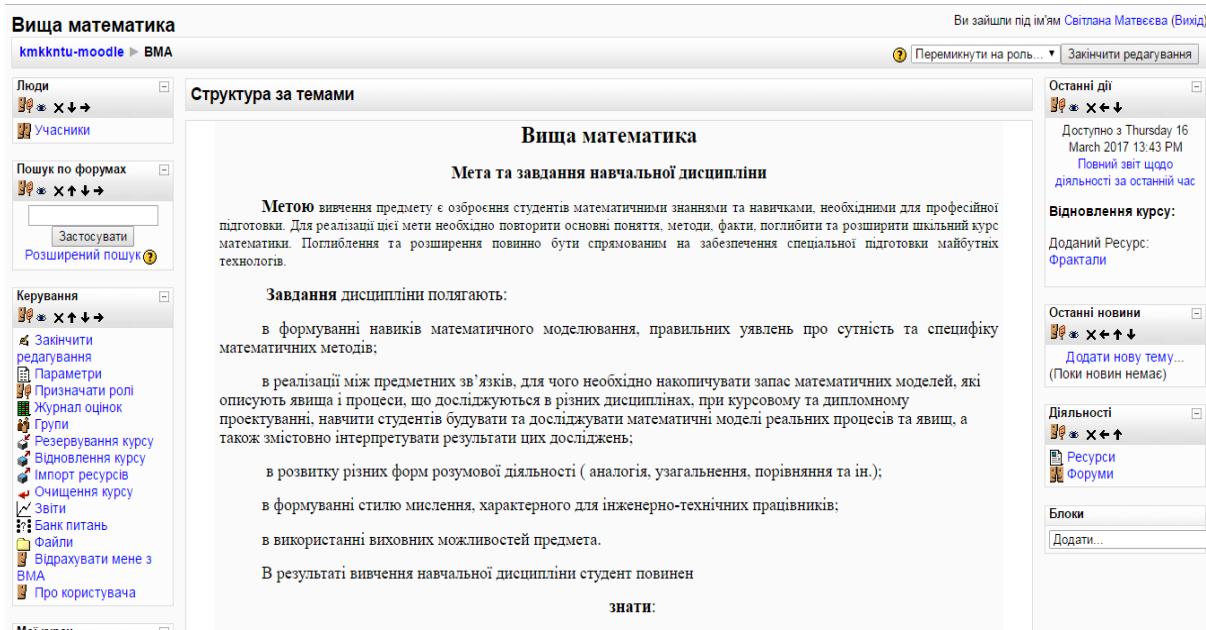 Вища математика
Ви зайшли під ім'ям Світлана Матвєєва (Вихід)
kmkkntu-moodle ► ВМА
Перемикнути на роль...
Закінчити редагування
Люди
Учасники
Пошук по форумах
Застосувати
Розширений пошук
Керування
Закінчити
редагування
Параметри
Призначати ролі
Журнал оцінок
Групи
Резервування курсу
Відновлення курсу
Імпорт ресурсів
Очищення курсу
Звіти
Банк питань
Файли
Відрахувати мене з
ВМА
Про користувача
Структура за темами
Вища математика
Мета та завдання навчальної дисципліни
Метою вивчення предмету є озброєння студентів математичними знаннями та навичками, необхідними для професійної
підготовки. Для реалізації цієї мети необхідно повторити основні поняття, методи, факти, поглибити та розширити шкільний курс
математики. Поглиблення та розширення повинно бути спрямованим на забезпечення спеціальної підготовки майбутніх
технологів.
Завдання дисципліни полягають:
в формуванні навиків математичного моделювання, правильних уявлень про сутність та специфіку
математичних методів;
в реалізації між предметних зв’язків, для чого необхідно накопичувати запас математичних моделей, які
описують явища і процеси, що досліджуються в різних дисциплінах, при курсовому та дипломному
проектуванні, навчити студентів будувати та досліджувати математичні моделі реальних процесів та явищ, а
також змістовно інтерпретувати результати цих досліджень;
в розвитку різних форм розумової діяльності ( аналогія, узагальнення, порівняння та ін.);
в формуванні стилю мислення, характерного для інженерно-технічних працівників;
в використанні виховних можливостей предмета.
В результаті вивчення навчальної дисципліни студент повинен
знати:
Останні дії
Доступно з Thursday 16
March 2017 13:43 PM
Повний звіт щодо
діяльності за останній час
Відновлення курсу:
Доданий Ресурс:
Фрактали
Останні новини
Додати нову тему...
(Поки новин немає)
Діяльності
Ресурси
Форуми
Блоки
Додати...